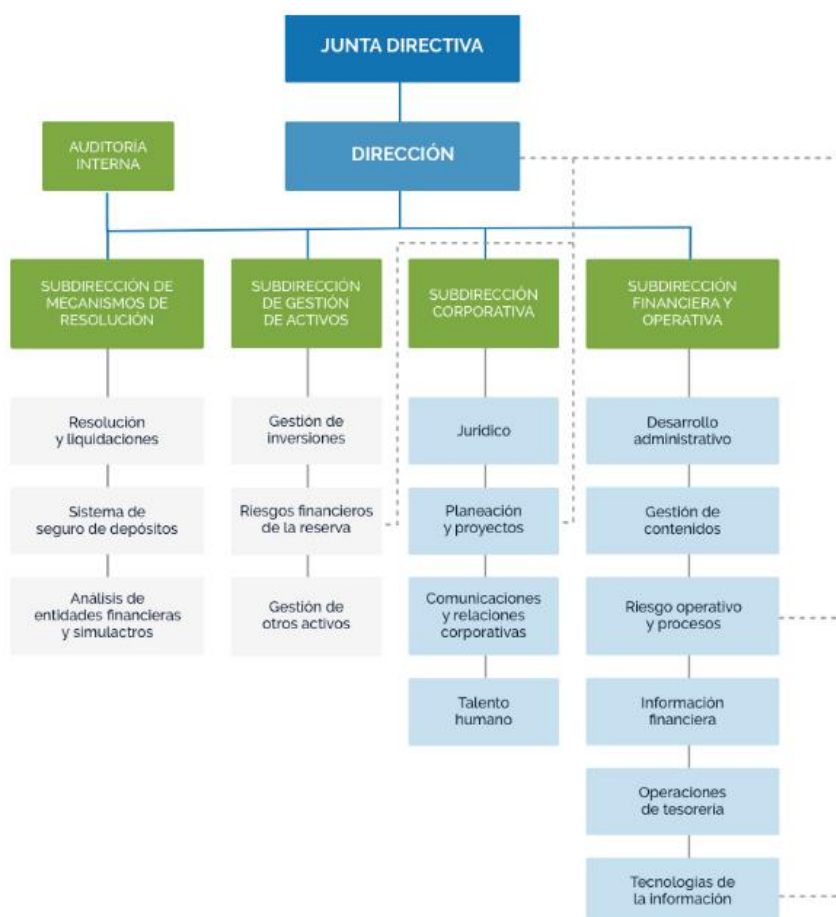 JUNTA DIRECTIVA
AUDITORÍA
INTERNA
DIRECCIÓN
SUBDIRECCIÓN DE
MECANISMOS DE
RESOLUCIÓN
SUBDIRECCIÓN
DE GESTIÓN
DE ACTIVOS
SUBDIRECCIÓN
CORPORATIVA
SUBDIRECCIÓN
FINANCIERA Y
OPERATIVA
Resolución
y liquidaciones
Sistema de
seguro de depósitos
Análisis de
entidades financieras
y simulactros
Gestión de
inversiones
Riesgos financieros
de la reserva
Gestión de
otros activos
Jurídico
Planeación
y proyectos
Comunicaciones
y relaciones
corporativas
Talento
humano
Desarrollo
administrativo
Gestión de
contenidos
Riesgo operativo
y procesos
Información
financiera
Operaciones
de tesorería
Tecnologías de
la información